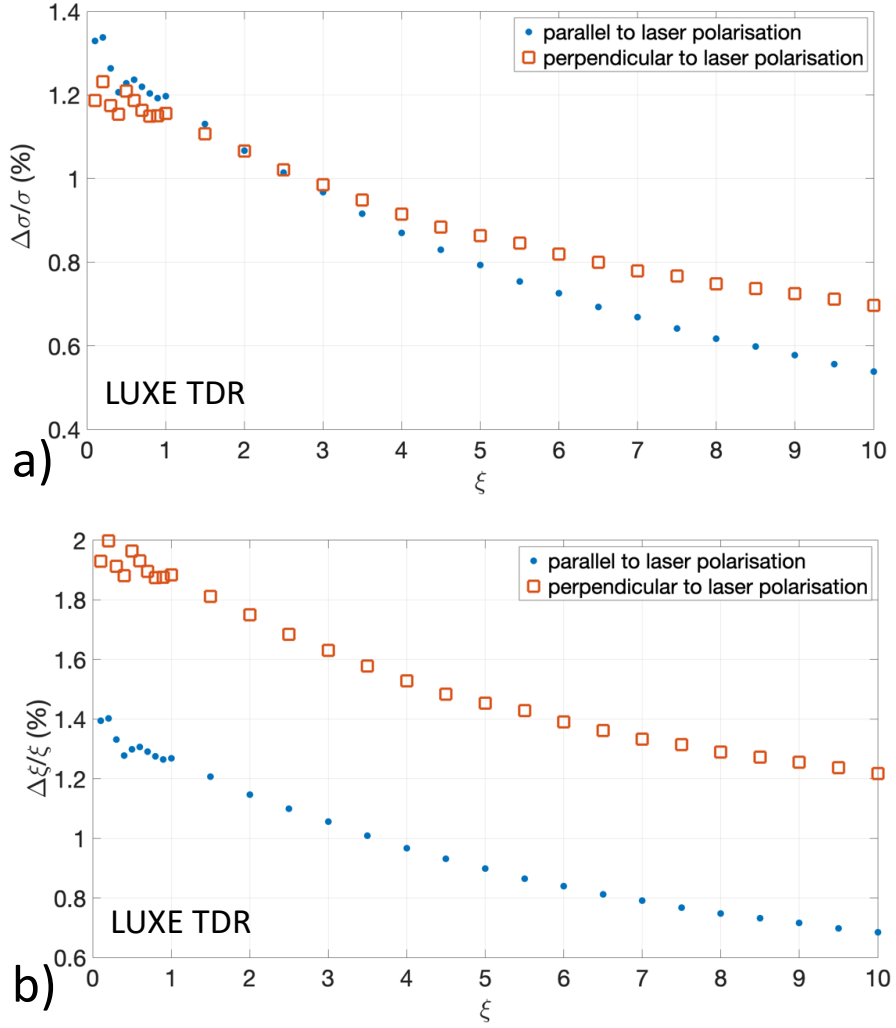 1.4
parallel to laser polarisation
perpendicular to laser polarisation
1.2
1
0.8
0.6
0.4
Δσ/σ (%)
LUXE TDR
0 1 2 3 4 5 6 7 8 9 10
ξ
a)
2
parallel to laser polarisation
perpendicular to laser polarisation
1.8
1.6
1.4
1.2
1
0.8
0.6
Δξ/ξ (%)
LUXE TDR
0 1 2 3 4 5 6 7 8 9 10
ξ
b)